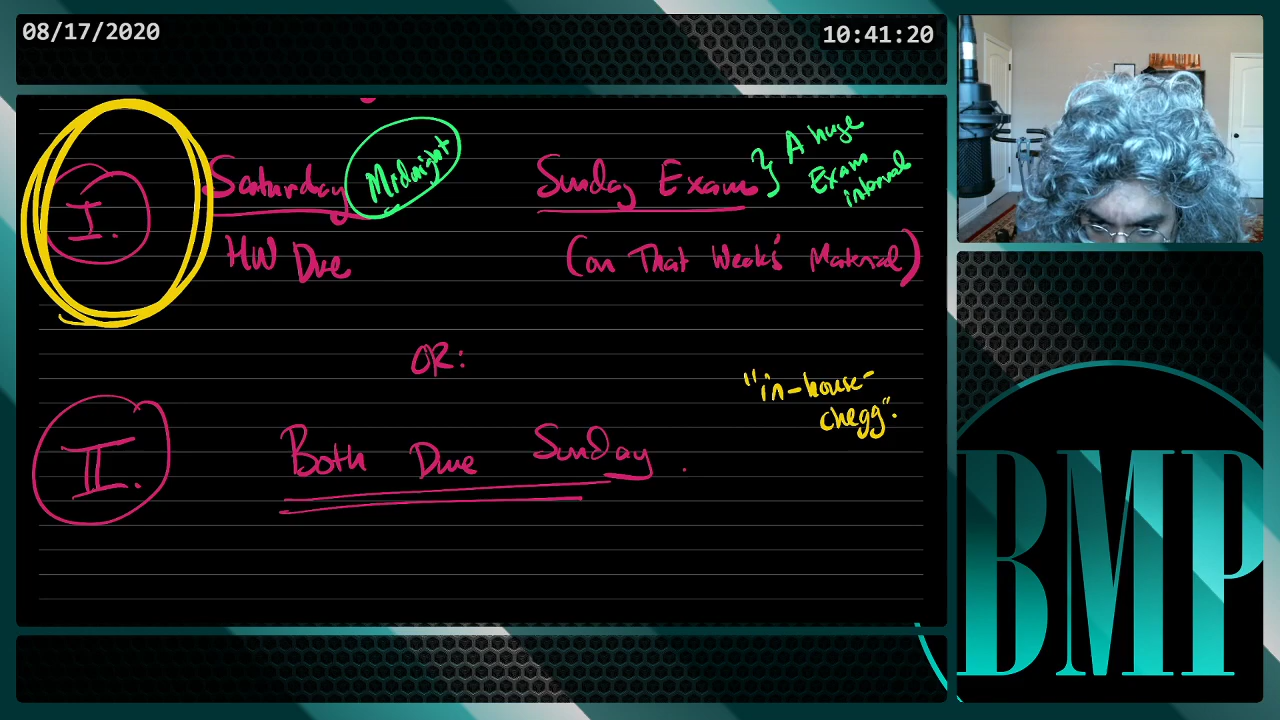 08/17/2020
10:41:20
I.
Saturday Midnight
Sunday Exam } A huge
Exam
interval
HW Due
(on That Week's Material)
OR:
"in-house-
chegg".
II.
Both Due Sunday.
BMP